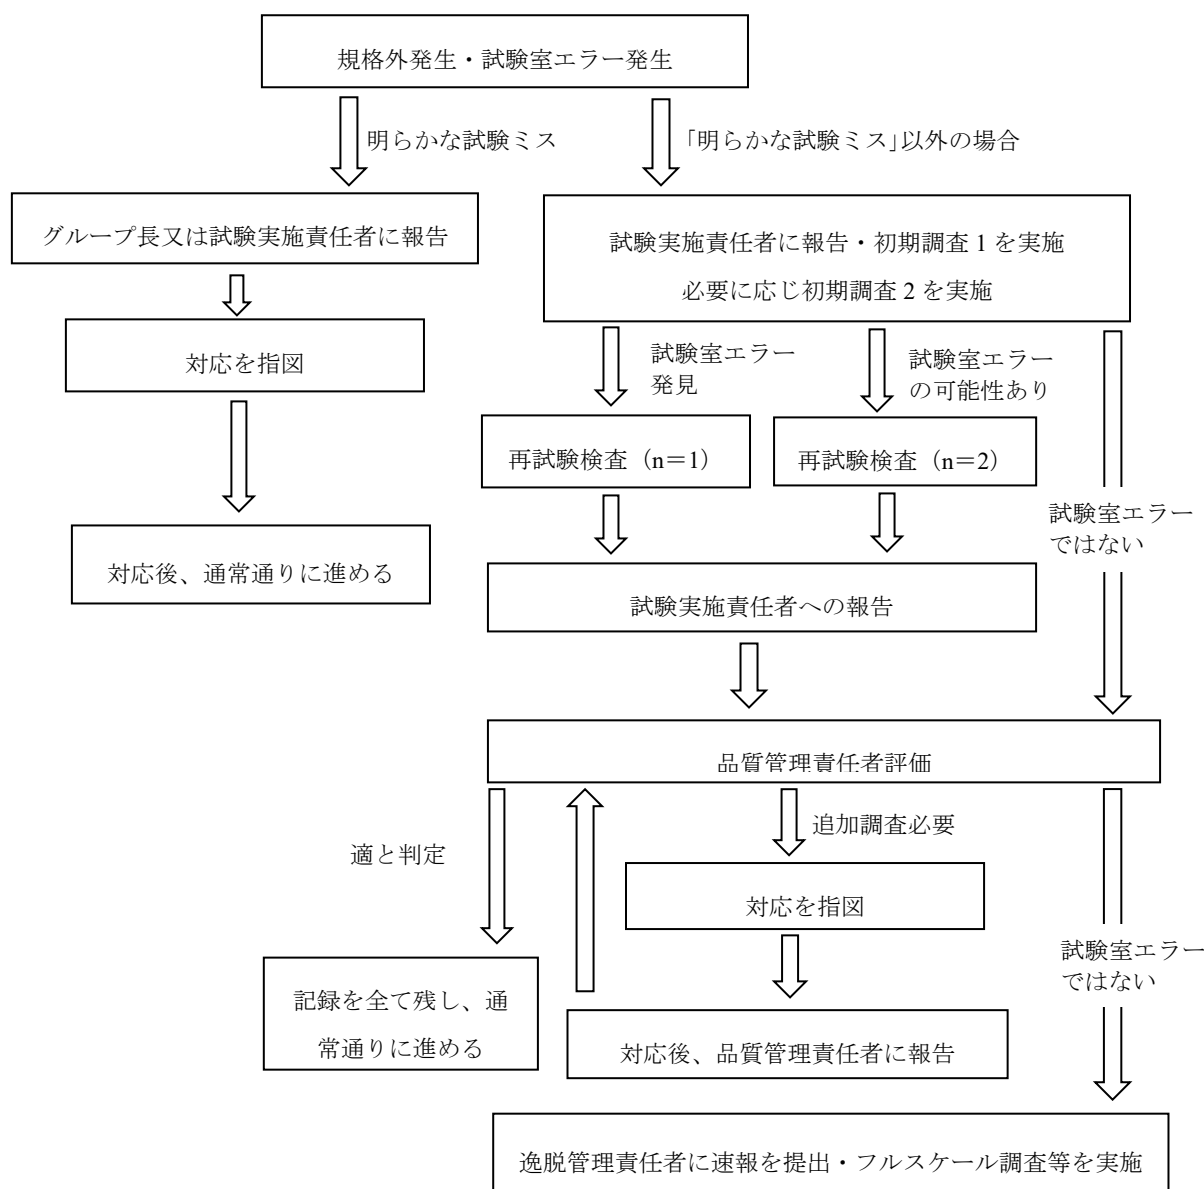 規格外発生・試験室エラー発生
明らかな試験ミス
「明らかな試験ミス」以外の場合
グループ長又は試験実施責任者に報告
対応を指図
対応後、通常通りに進める
試験実施責任者に報告・初期調査 1 を実施
必要に応じ初期調査 2 を実施
試験室エラー
発見
試験室エラー
の可能性あり
試験室エラー
ではない
再試験検査（n＝1）
再試験検査（n＝2）
試験実施責任者への報告
品質管理責任者評価
適と判定
追加調査必要
試験室エラー
ではない
対応を指図
記録を全て残し、通
常通りに進める
対応後、品質管理責任者に報告
逸脱管理責任者に速報を提出・フルスケール調査等を実施